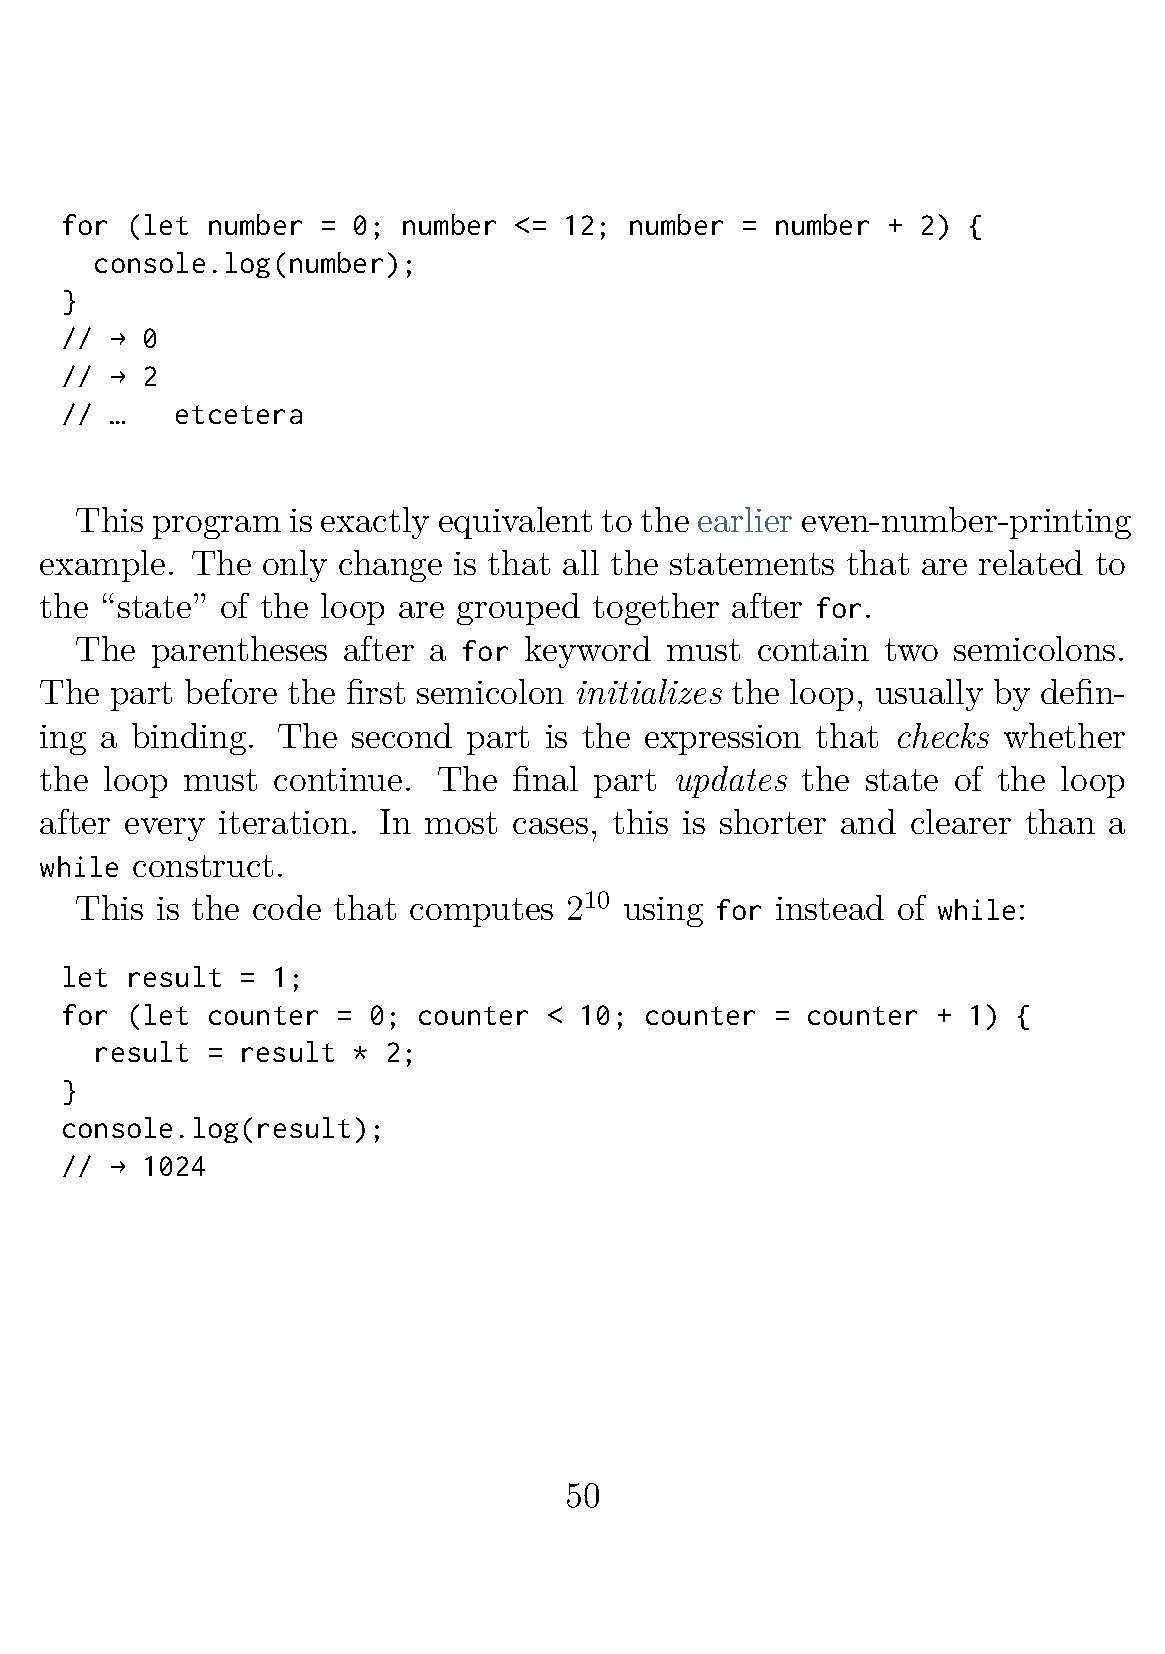 for (let number = 0; number <= 12; number = number + 2) {
  console.log(number);
}
// → 0
// → 2
// …   etcetera
This program is exactly equivalent to the earlier even-number-printing
example. The only change is that all the statements that are related to
the “state” of the loop are grouped together after for.
The parentheses after a for keyword must contain two semicolons.
The part before the first semicolon initializes the loop, usually by defin-
ing a binding. The second part is the expression that checks whether
the loop must continue. The final part updates the state of the loop
after every iteration. In most cases, this is shorter and clearer than a
while construct.
This is the code that computes 2¹⁰ using for instead of while:
let result = 1;
for (let counter = 0; counter < 10; counter = counter + 1) {
  result = result * 2;
}
console.log(result);
// → 1024
50